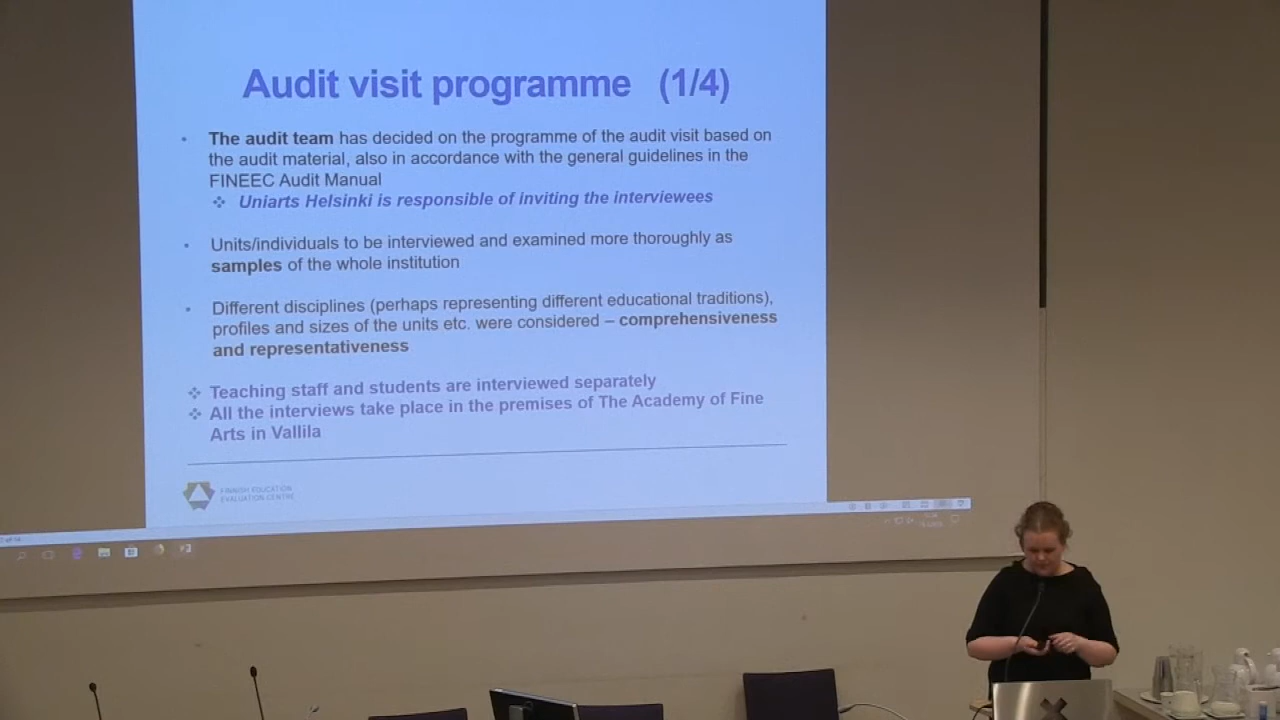 Audit visit programme (1/4)
• The audit team has decided on the programme of the audit visit based on
the audit material, also in accordance with the general guidelines in the
FINEEC Audit Manual
❖ Uniarts Helsinki is responsible of inviting the interviewees
• Units/individuals to be interviewed and examined more thoroughly as
samples of the whole institution
• Different disciplines (perhaps representing different educational traditions),
profiles and sizes of the units etc. were considered – comprehensiveness
and representativeness
❖ Teaching staff and students are interviewed separately
❖ All the interviews take place in the premises of The Academy of Fine
Arts in Vallila
FINNISH EDUCATION
EVALUATION CENTRE